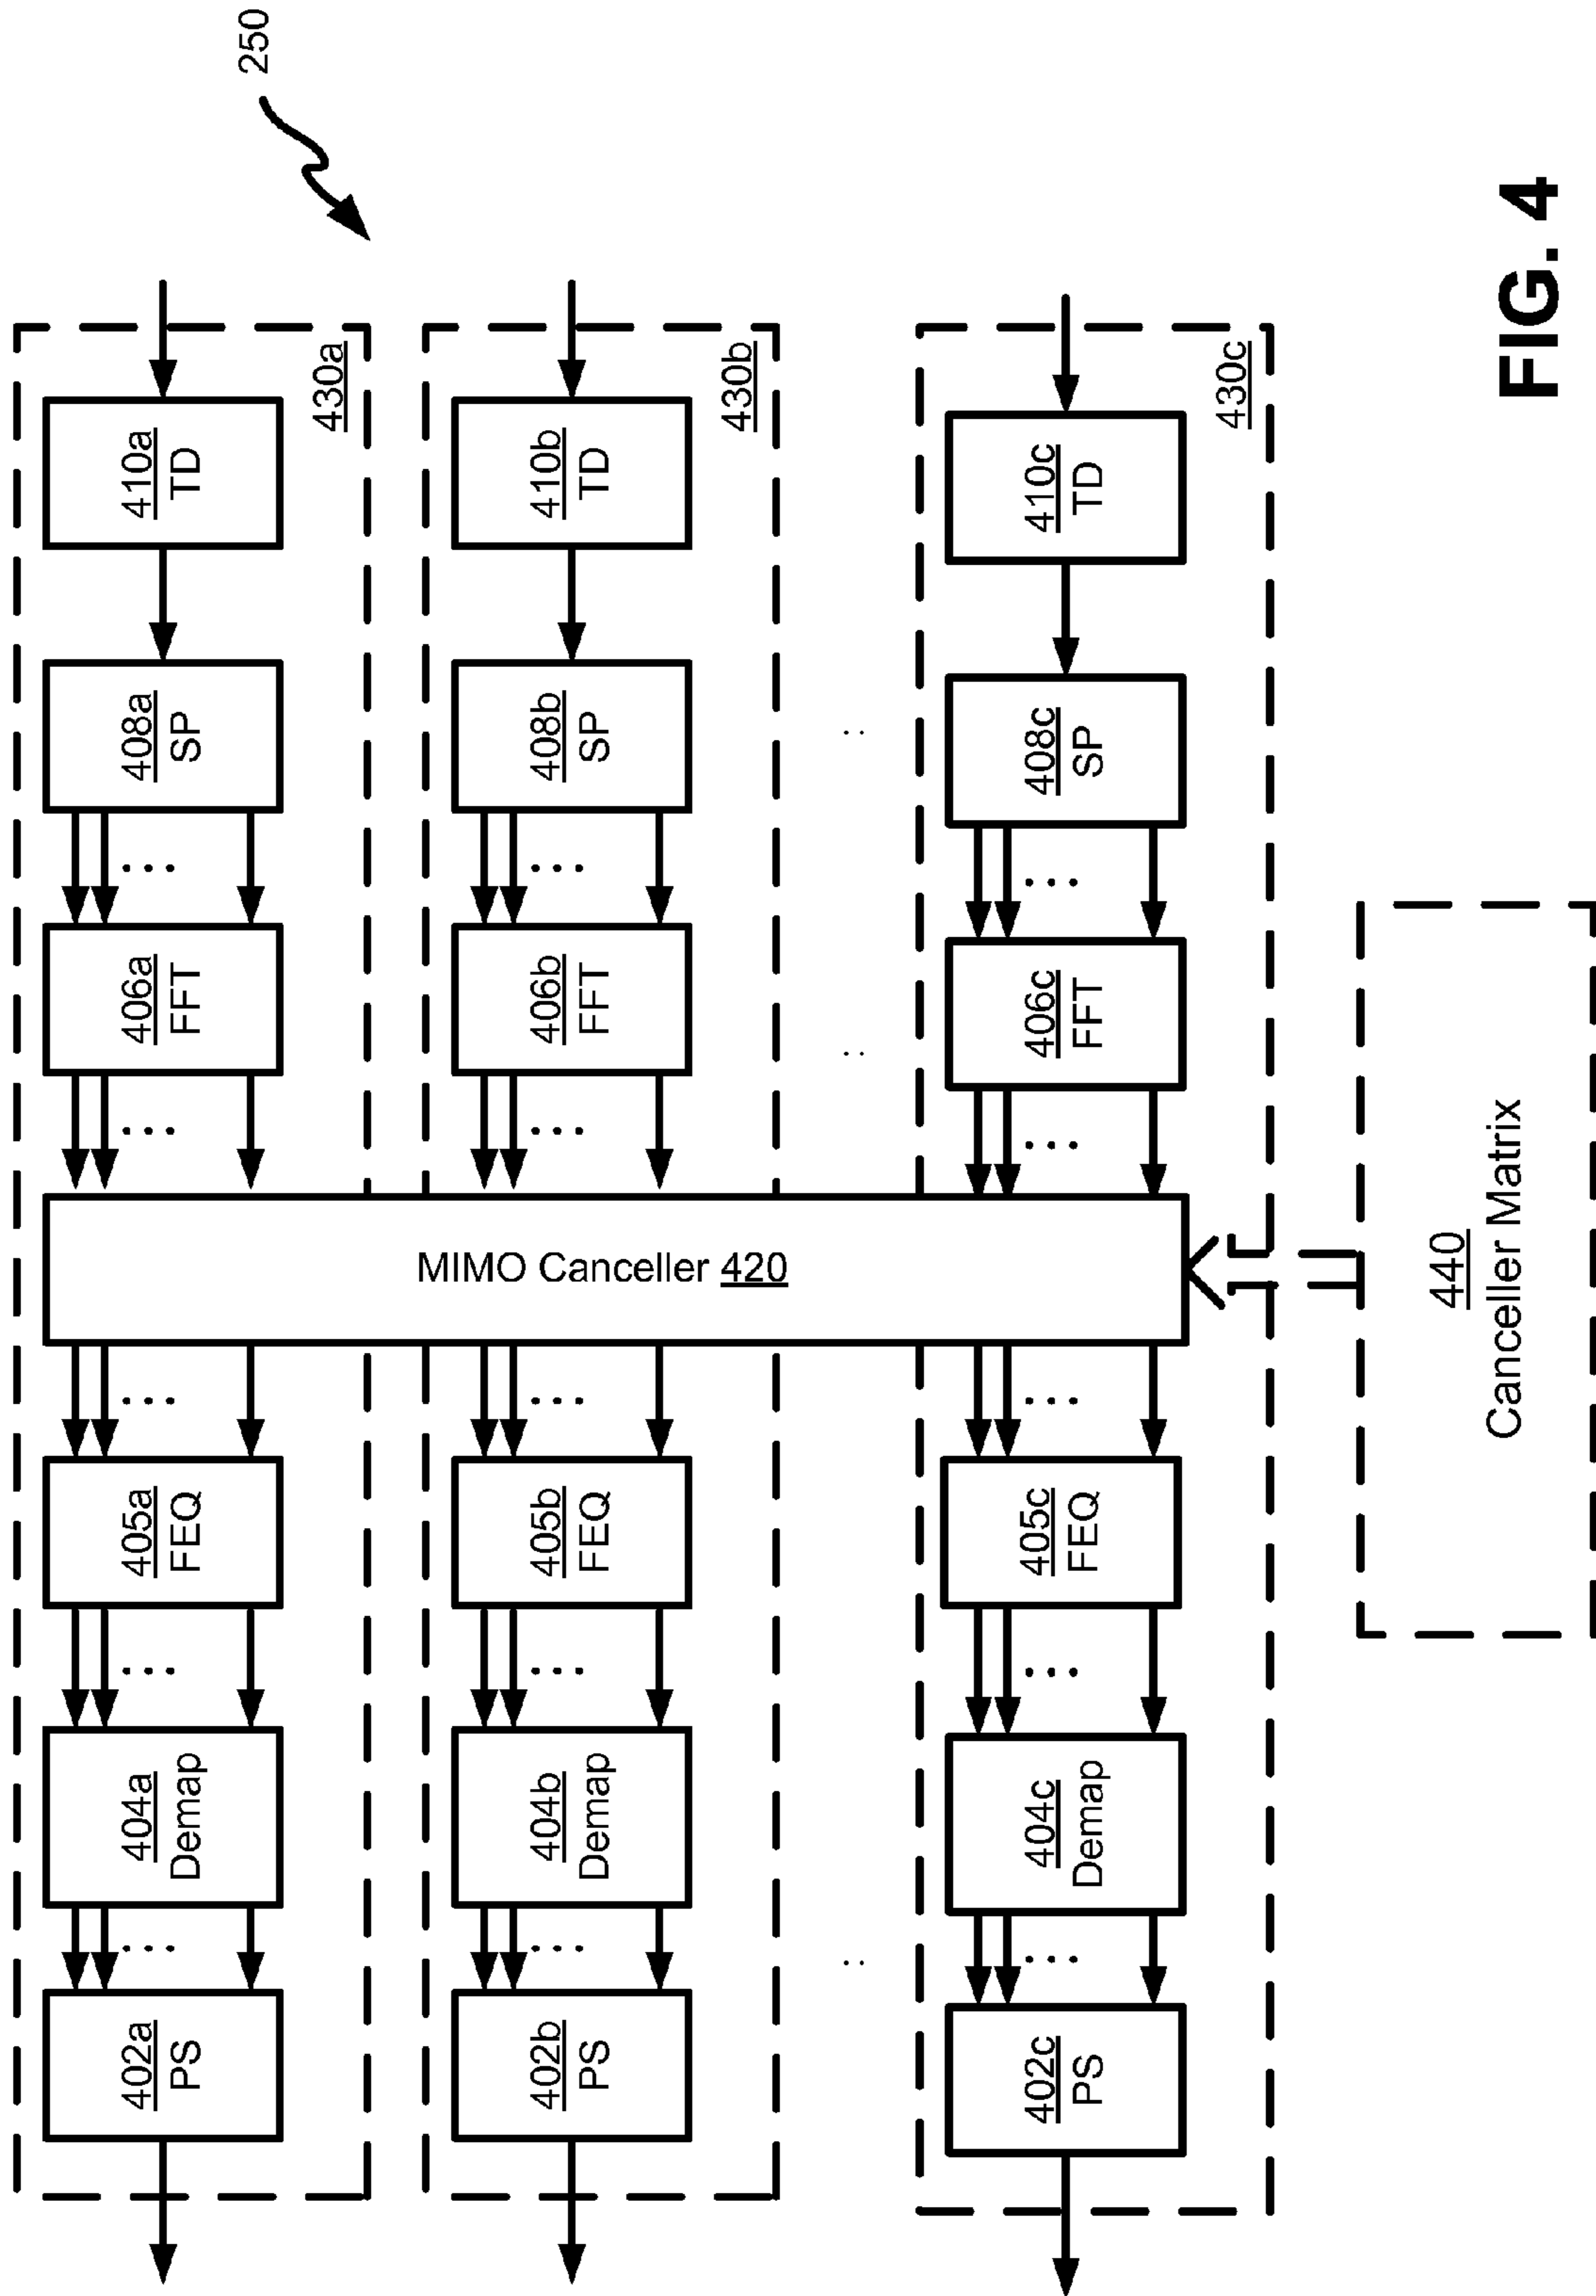 250
402a
PS
404a
Demap
405a
FEQ
406a
FFT
408a
SP
410a
TD
430a
402b
PS
404b
Demap
405b
FEQ
406b
FFT
408b
SP
410b
TD
430b
MIMO Canceller 420
402c
PS
404c
Demap
405c
FEQ
406c
FFT
408c
SP
410c
TD
430c
440
Canceller Matrix
FIG. 4